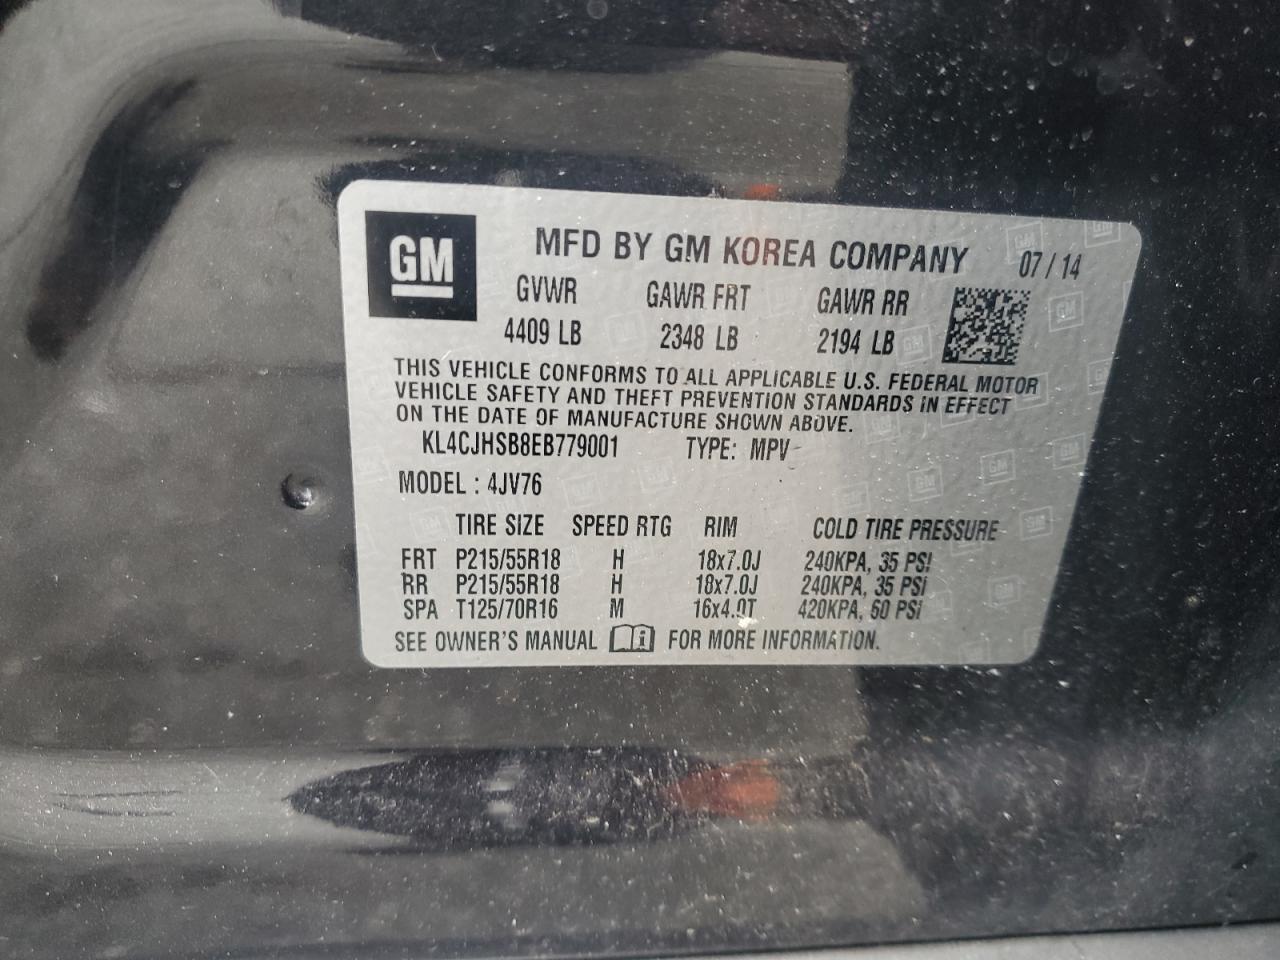 GM
MFD BY GM KOREA COMPANY 07/14
GVWR GAWR FRT GAWR RR
4409 LB 2348 LB 2194 LB
THIS VEHICLE CONFORMS TO ALL APPLICABLE U.S. FEDERAL MOTOR
VEHICLE SAFETY AND THEFT PREVENTION STANDARDS IN EFFECT
ON THE DATE OF MANUFACTURE SHOWN ABOVE.
KL4CJHSB8EB779001 TYPE: MPV
MODEL : 4JV76
TIRE SIZE SPEED RTG RIM COLD TIRE PRESSURE
FRT P215/55R18 H 18x7.0J 240KPA, 35 PSI
RR P215/55R18 H 18x7.0J 240KPA, 35 PSI
SPA T125/70R16 M 16x4.0T 420KPA, 60 PSI
SEE OWNER'S MANUAL FOR MORE INFORMATION.